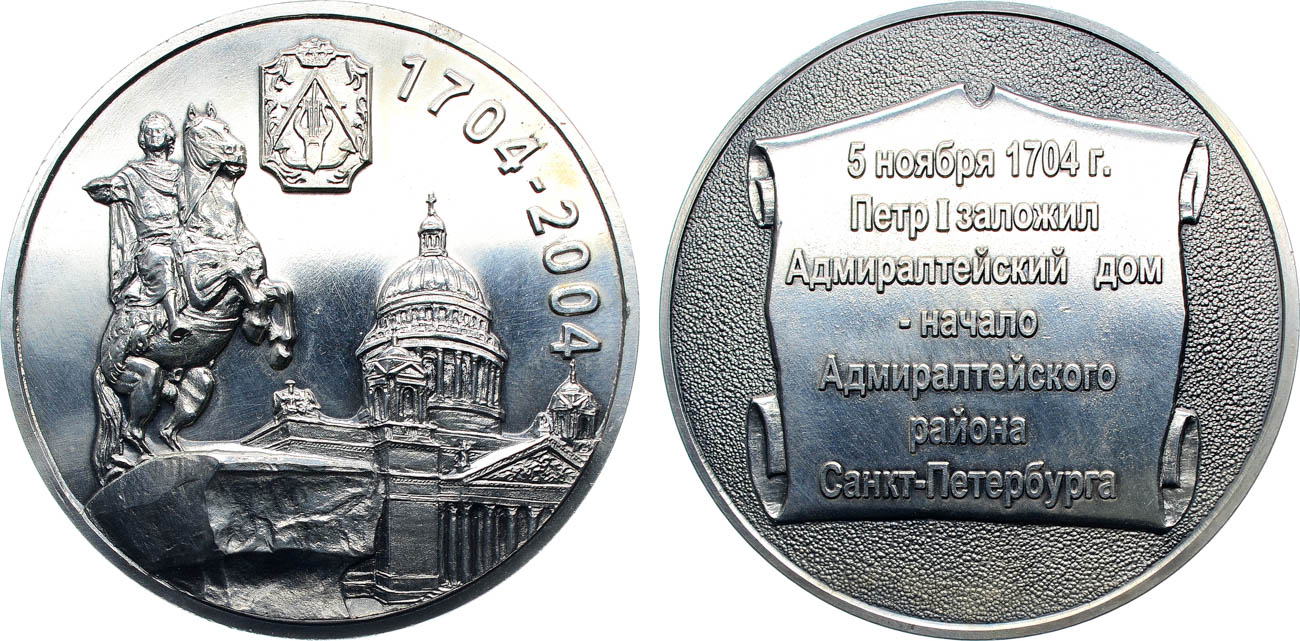 1704-2004
5 ноября 1704 г.
Петр I заложил
Адмиралтейский дом
- начало
Адмиралтейского
района
Санкт-Петербурга